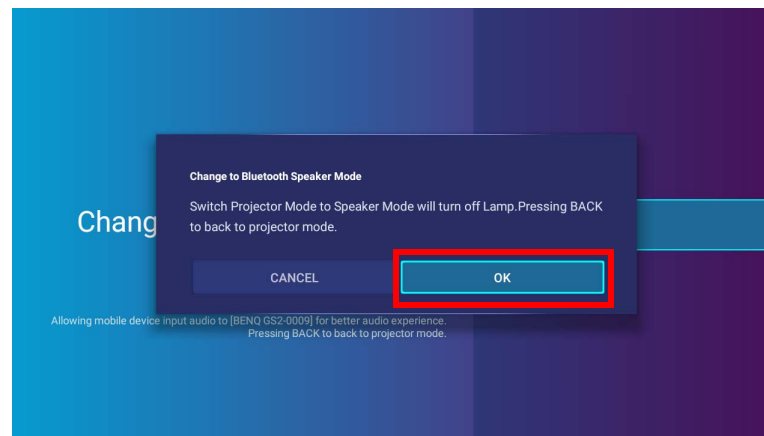 Change to Bluetooth Speaker Mode
Switch Projector Mode to Speaker Mode will turn off Lamp.Pressing BACK
to back to projector mode.
Chang
CANCEL
OK
Allowing mobile device input audio to [BENQ GS2-0009] for better audio experience.
Pressing BACK to back to projector mode.